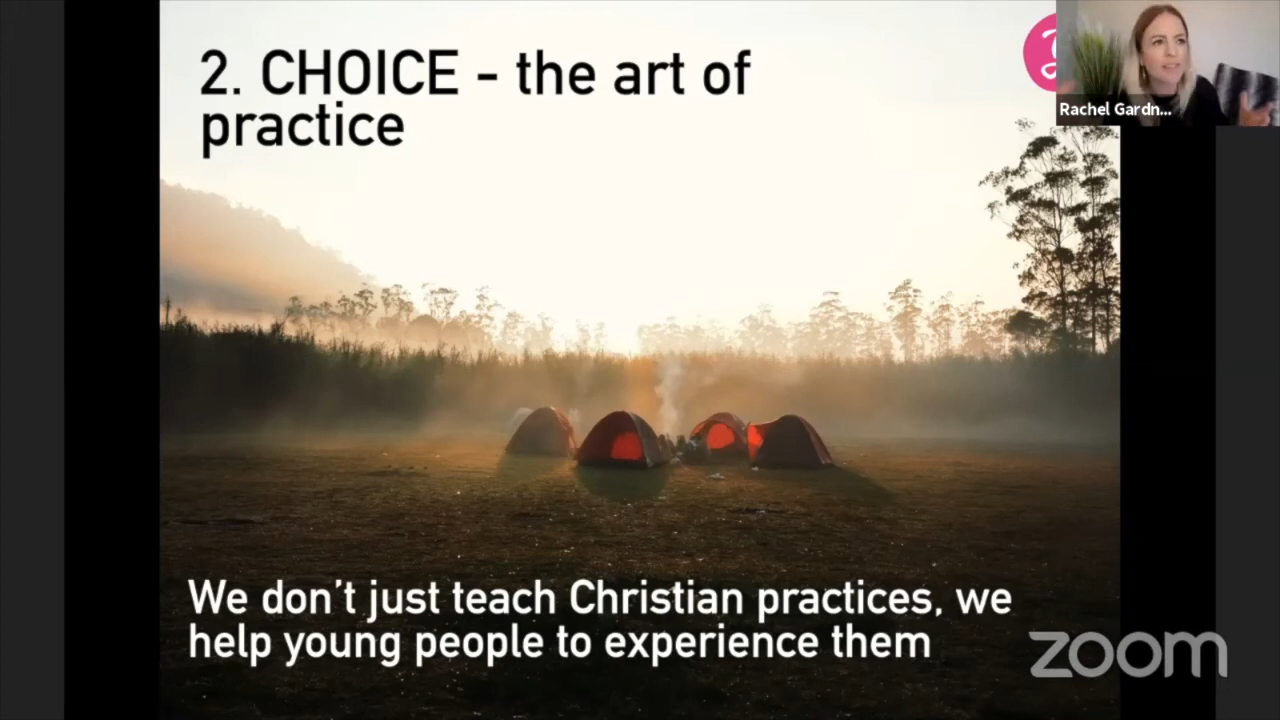 2. CHOICE - the art of
practice
Rachel Gardn...
We don't just teach Christian practices, we
help young people to experience them
zoom